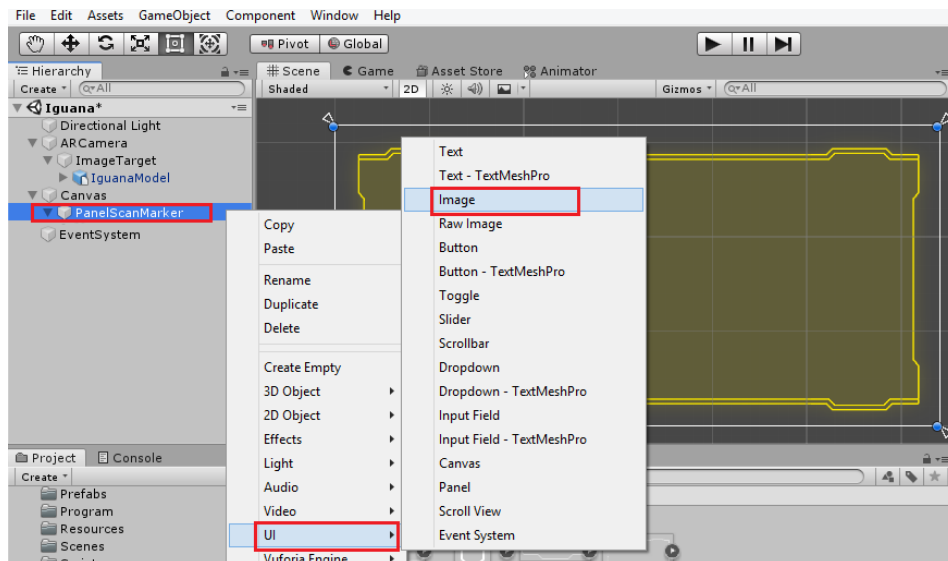 File Edit Assets GameObject Component Window Help
Pivot Global
Hierarchy
Create All
Iguana*
Directional Light
ARCamera
ImageTarget
IguanaModel
Canvas
PanelScanMarker
EventSystem
# Scene Game Asset Store Animator
Shaded 2D Gizmos All
Copy
Paste
Rename
Duplicate
Delete
Create Empty
3D Object
2D Object
Effects
Light
Audio
Video
UI
Vuforia Engine
Text
Text - TextMeshPro
Image
Raw Image
Button
Button - TextMeshPro
Toggle
Slider
Scrollbar
Dropdown
Dropdown - TextMeshPro
Input Field
Input Field - TextMeshPro
Canvas
Panel
Scroll View
Event System
Project Console
Create
Prefabs
Program
Resources
Scenes